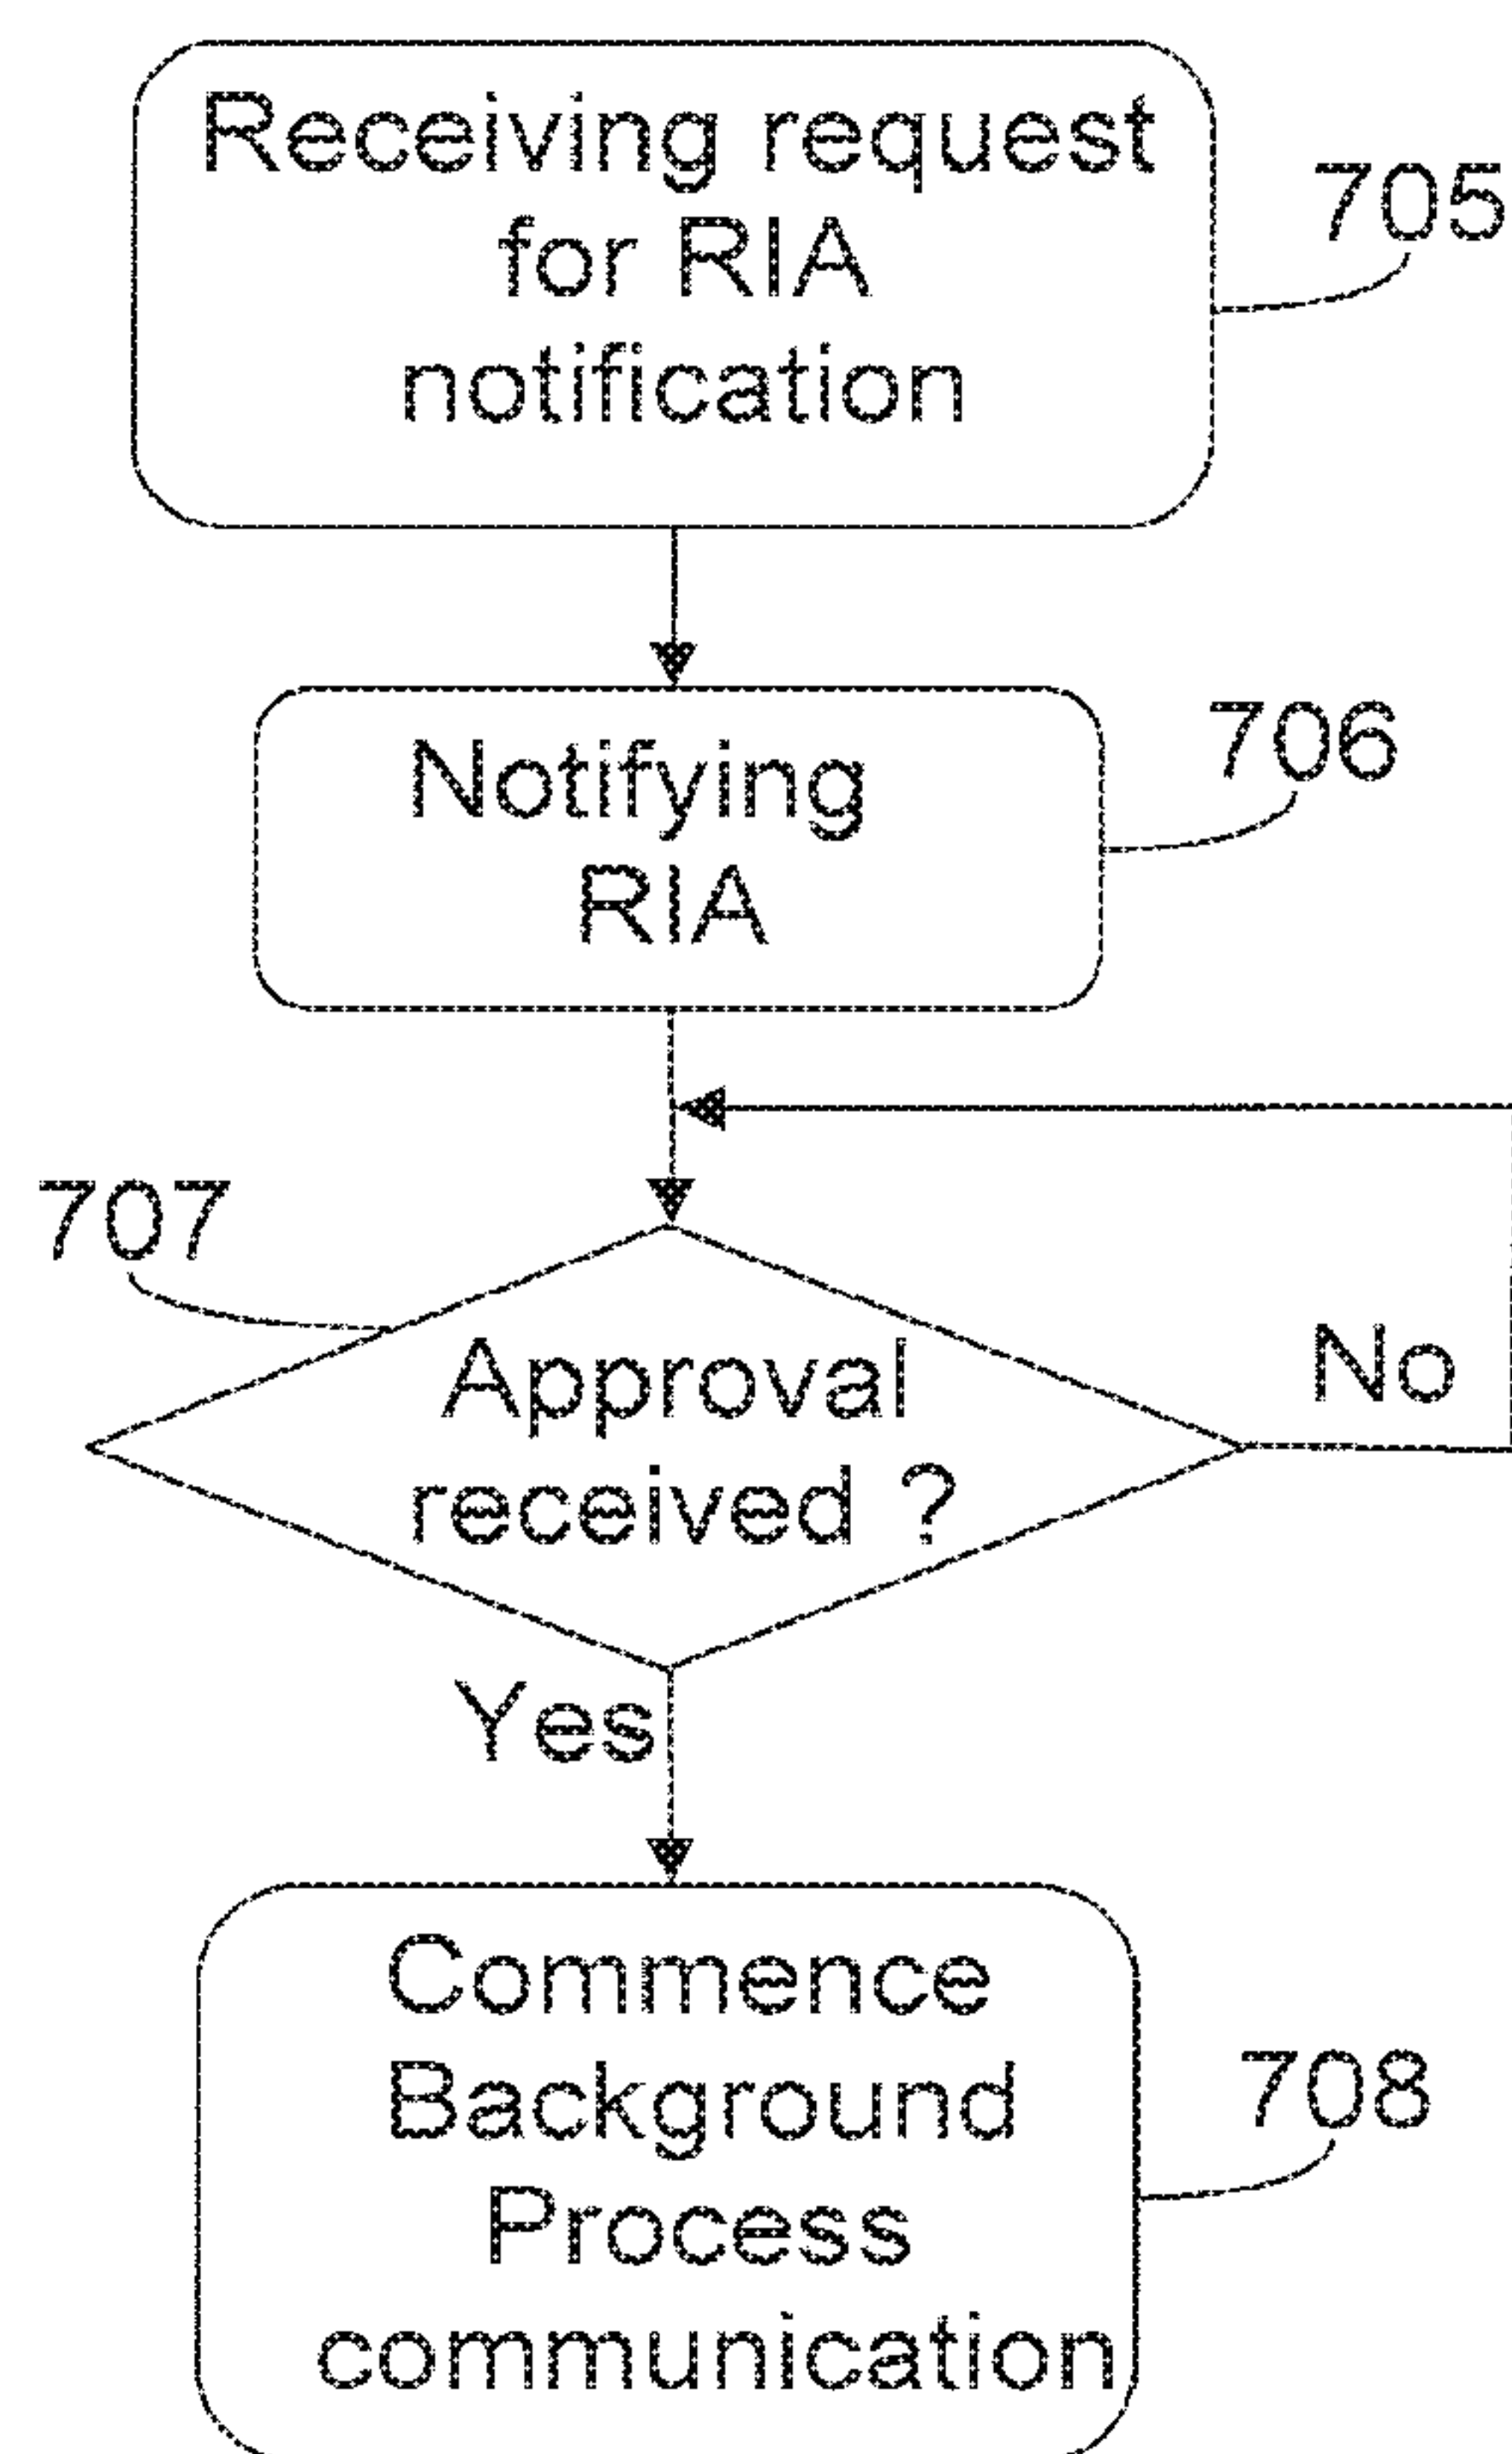 Receiving request
for RIA
notification
705
Notifying
RIA
706
707
Approval
received ?
No
Yes
Commence
Background
Process
communication
708